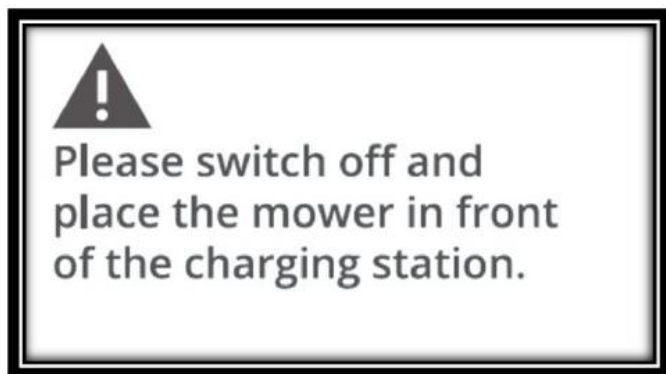 Please switch off and
place the mower in front
of the charging station.